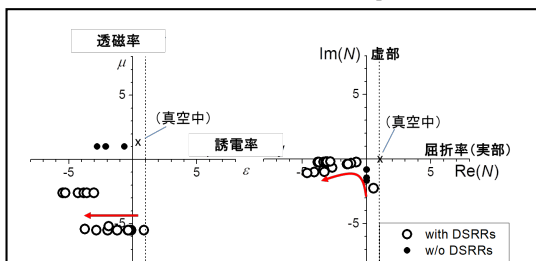 透磁率
μ
5
(真空中)
x
誘電率
-5
5
ε
-5
Im(N) 虚部
5
(真空中)
x
屈折率(実部)
-5
5
Re(N)
-5
with DSRRs
w/o DSRRs